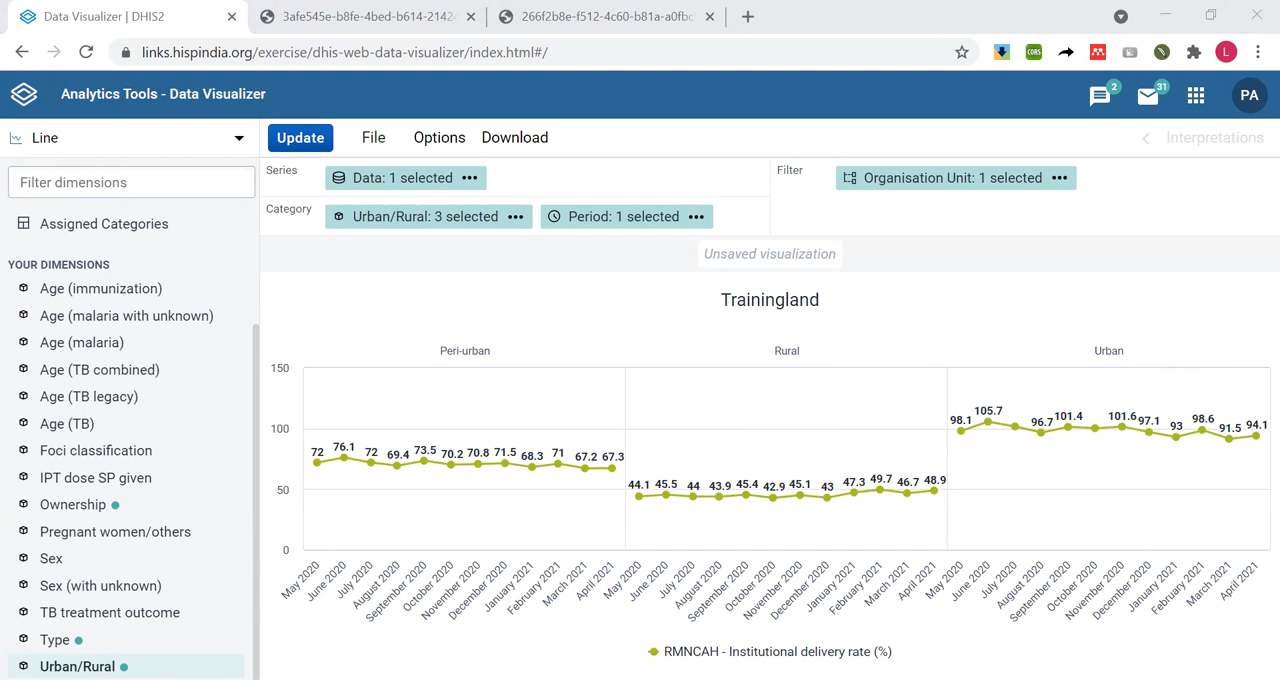 Data Visualizer | DHIS2
3afe545e-b8fe-4bed-b614-21424
266f2b8e-f512-4c60-b81a-a0fbc
links.hispindia.org/exercise/dhis-web-data-visualizer/index.html#/
CORS
L
Analytics Tools - Data Visualizer
2
31
PA
Line
Update
File
Options
Download
Interpretations
Filter dimensions
Series
Data: 1 selected
Filter
Organisation Unit: 1 selected
Category
Urban/Rural: 3 selected
Period: 1 selected
Assigned Categories
YOUR DIMENSIONS
Age (immunization)
Age (malaria with unknown)
Age (malaria)
Age (TB combined)
Age (TB legacy)
Age (TB)
Foci classification
IPT dose SP given
Ownership
Pregnant women/others
Sex
Sex (with unknown)
TB treatment outcome
Type
Urban/Rural
Unsaved visualization
Trainingland
Peri-urban
Rural
Urban
150
100
50
0
72 76.1 72 69.4 73.5 70.2 70.8 71.5 68.3 71 67.2 67.3
44.1 45.5 44 43.9 45.4 42.9 45.1 43 47.3 49.7 46.7 48.9
98.1 105.7 96.7 101.4 101.6 97.1 93 98.6 91.5 94.1
May 2020 June 2020 July 2020 August 2020 September 2020 October 2020 November 2020 December 2020 January 2021 February 2021 March 2021 April 2021
May 2020 June 2020 July 2020 August 2020 September 2020 October 2020 November 2020 December 2020 January 2021 February 2021 March 2021 April 2021
May 2020 June 2020 July 2020 August 2020 September 2020 October 2020 November 2020 December 2020 January 2021 February 2021 March 2021 April 2021
RMNCAH - Institutional delivery rate (%)